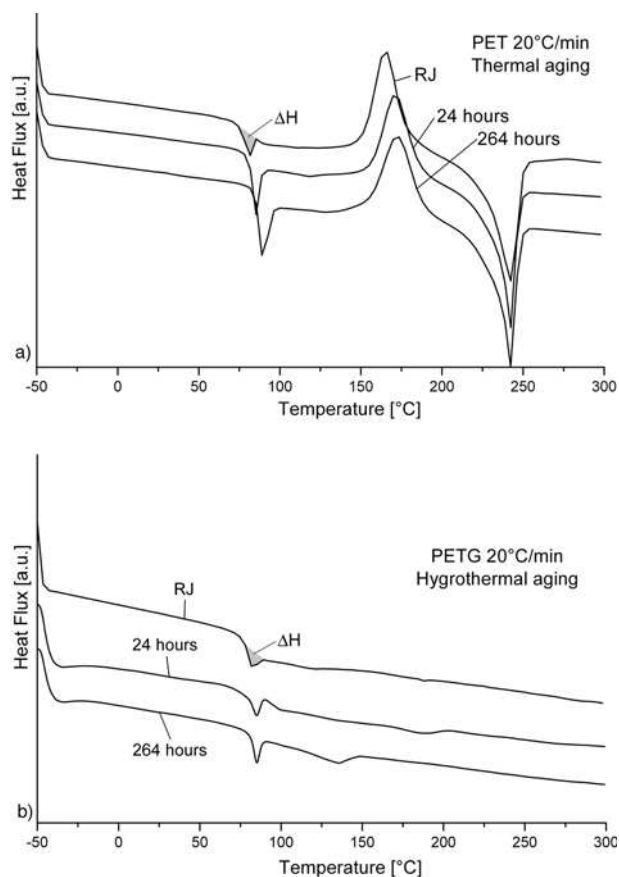 PET 20°C/min
Thermal aging
RJ
ΔH
24 hours
264 hours
Heat Flux [a.u.]
a)
-50 0 50 100 150 200 250 300
Temperature [°C]
PETG 20°C/min
Hygrothermal aging
RJ
ΔH
24 hours
264 hours
Heat Flux [a.u.]
b)
-50 0 50 100 150 200 250 300
Temperature [°C]